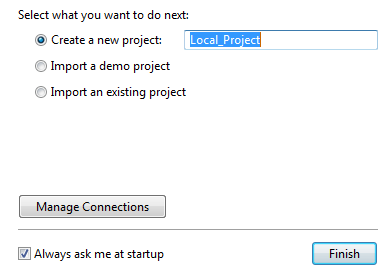 Select what you want to do next:
Create a new project: Local_Project
Import a demo project
Import an existing project
Manage Connections
Always ask me at startup Finish